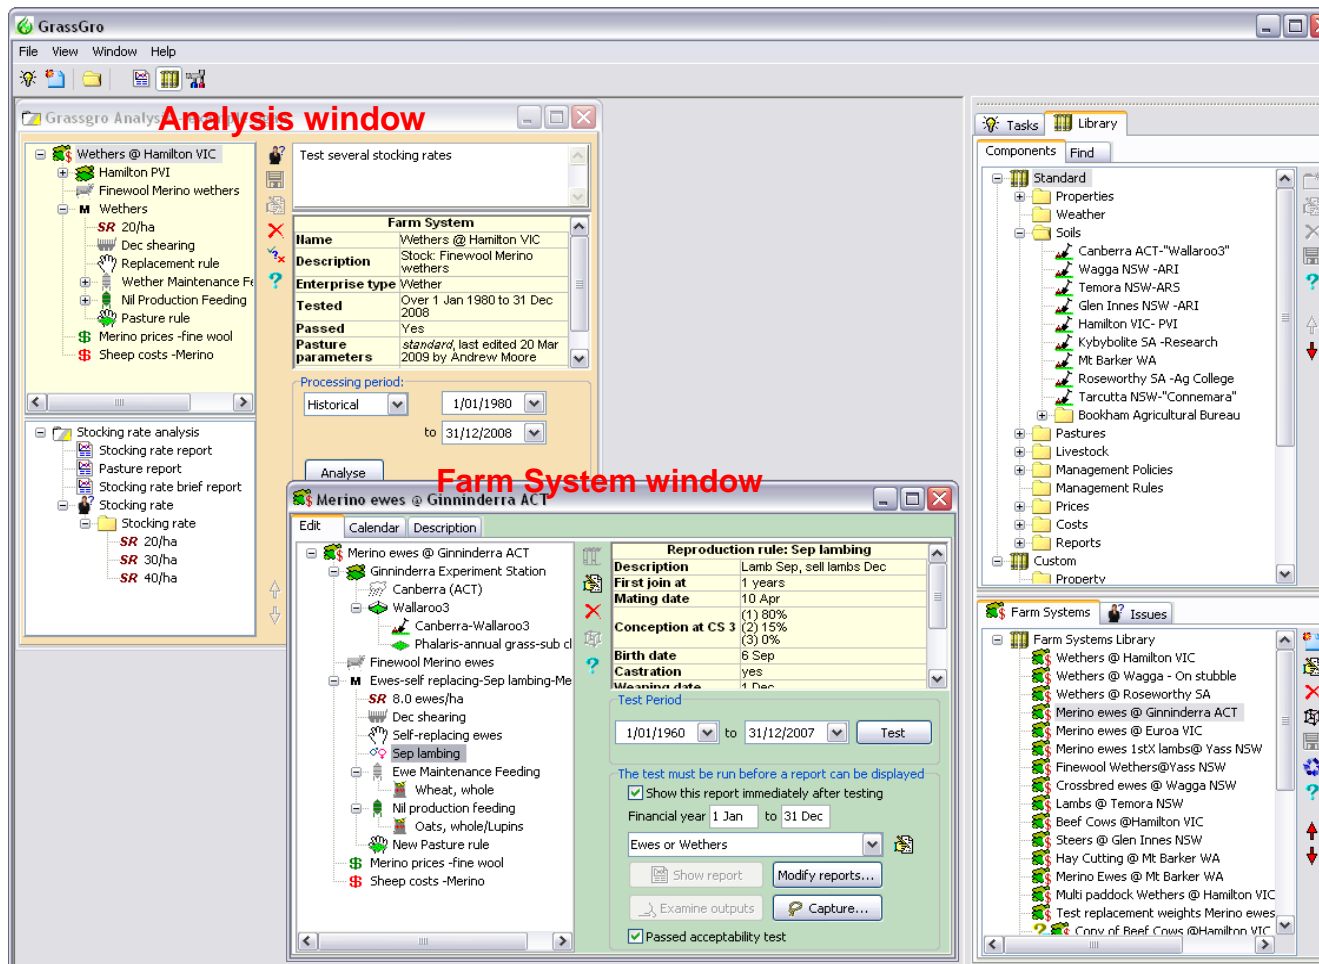 GrassGro
File View Window Help
Analysis window
Grassgro Analys
Wethers @ Hamilton VIC
Hamilton PVI
Finewool Merino wethers
M Wethers
SR 20/ha
Dec shearing
Replacement rule
Wether Maintenance Fe
Nil Production Feeding
Pasture rule
Merino prices -fine wool
Sheep costs -Merino
Test several stocking rates
Farm System
Name Wethers @ Hamilton VIC
Description Stock: Finewool Merino
wethers
Enterprise type Wether
Tested Over 1 Jan 1980 to 31 Dec
2008
Passed Yes
Pasture parameters standard, last edited 20 Mar
2009 by Andrew Moore
Processing period:
Historical 1/01/1980
to 31/12/2008
Analyse
Stocking rate analysis
Stocking rate report
Pasture report
Stocking rate brief report
Stocking rate
Stocking rate
SR 20/ha
SR 30/ha
SR 40/ha
Farm System window
Merino ewes @ Ginninderra ACT
Edit Calendar Description
Merino ewes @ Ginninderra ACT
Ginninderra Experiment Station
Canberra (ACT)
Wallaroo3
Canberra-Wallaroo3
Phalaris-annual grass-sub cl
Finewool Merino ewes
M Ewes-self replacing-Sep lambing-Me
SR 8.0 ewes/ha
Dec shearing
Self-replacing ewes
Sep lambing
Ewe Maintenance Feeding
Wheat, whole
Nil production feeding
Oats, whole/Lupins
New Pasture rule
Merino prices -fine wool
Sheep costs -Merino
Reproduction rule: Sep lambing
Description Lamb Sep, sell lambs Dec
First join at 1 years
Mating date 10 Apr
Conception at CS 3 (1) 80%
(2) 15%
(3) 0%
Birth date 6 Sep
Castration yes
Weaning date 1 Dec
Test Period
1/01/1960 to 31/12/2007 Test
The test must be run before a report can be displayed
Show this report immediately after testing
Financial year 1 Jan to 31 Dec
Ewes or Wethers
Show report Modify reports...
Examine outputs Capture...
Passed acceptability test
Tasks Library
Components Find
Standard
Properties
Weather
Soils
Canberra ACT-"Wallaroo3"
Wagga NSW -ARI
Temora NSW-ARS
Glen Innes NSW -ARI
Hamilton VIC- PVI
Kybybolite SA -Research
Mt Barker WA
Roseworthy SA -Ag College
Tarcutta NSW-"Connemara"
Bookham Agricultural Bureau
Pastures
Livestock
Management Policies
Management Rules
Prices
Costs
Reports
Custom
Property
Farm Systems Issues
Farm Systems Library
Wethers @ Hamilton VIC
Wethers @ Wagga - On stubble
Wethers @ Roseworthy SA
Merino ewes @ Ginninderra ACT
Merino ewes @ Euroa VIC
Merino ewes 1stX lambs@ Yass NSW
Finewool Wethers@Yass NSW
Crossbred ewes @ Wagga NSW
Lambs @ Temora NSW
Beef Cows @Hamilton VIC
Steers @ Glen Innes NSW
Hay Cutting @ Mt Barker WA
Merino Ewes @ Mt Barker WA
Multi paddock Wethers @ Hamilton VIC
Test replacement weights Merino ewes
Copy of Beef Cows @Hamilton VIC